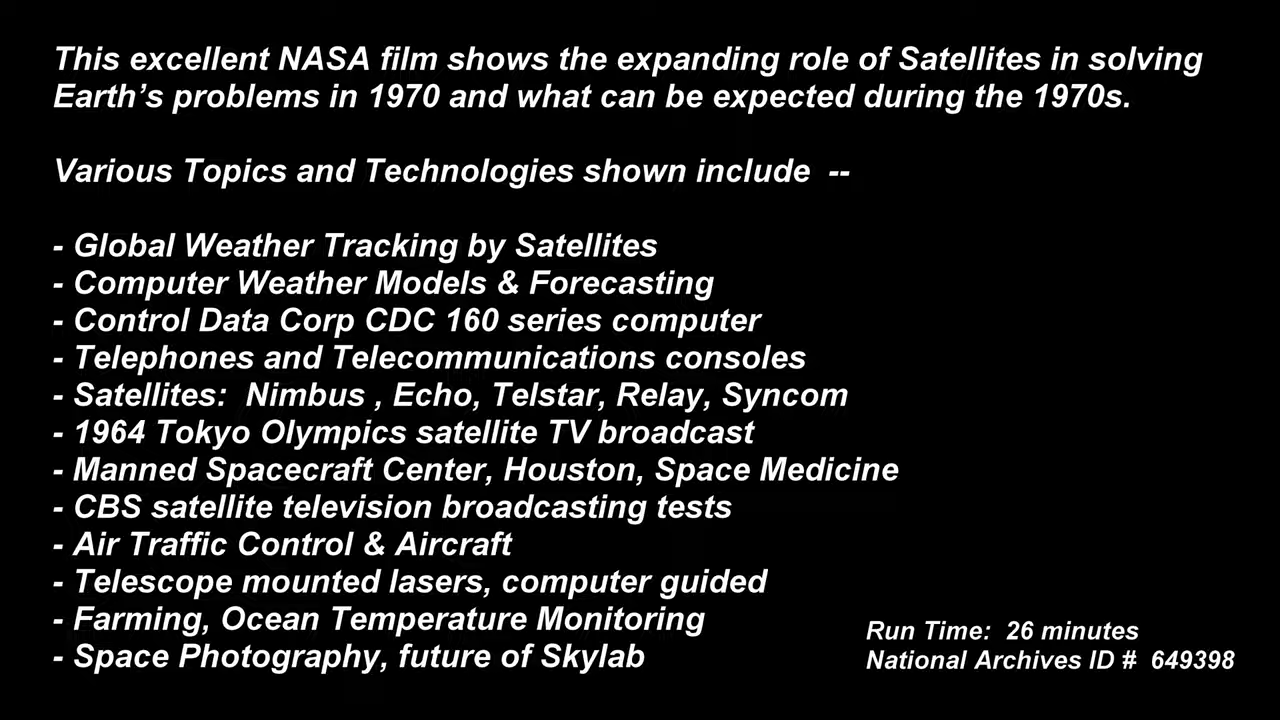 This excellent NASA film shows the expanding role of Satellites in solving
Earth's problems in 1970 and what can be expected during the 1970s.
Various Topics and Technologies shown include --
- Global Weather Tracking by Satellites
- Computer Weather Models & Forecasting
- Control Data Corp CDC 160 series computer
- Telephones and Telecommunications consoles
- Satellites: Nimbus , Echo, Telstar, Relay, Syncom
- 1964 Tokyo Olympics satellite TV broadcast
- Manned Spacecraft Center, Houston, Space Medicine
- CBS satellite television broadcasting tests
- Air Traffic Control & Aircraft
- Telescope mounted lasers, computer guided
- Farming, Ocean Temperature Monitoring
- Space Photography, future of Skylab
Run Time: 26 minutes
National Archives ID # 649398